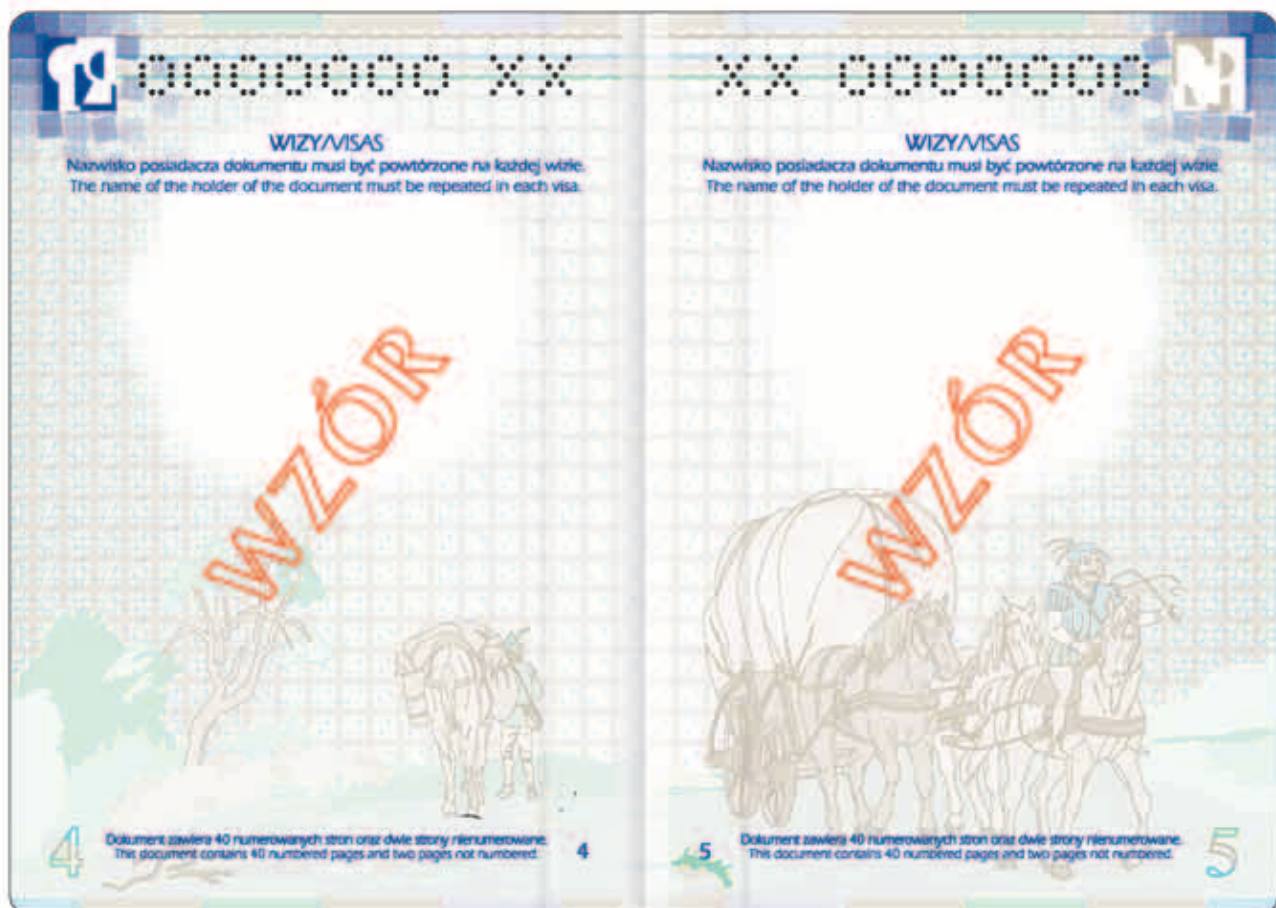 0000000 XX
WIZY/VISAS
Nazwisko posiadacza dokumentu musi być powtórzone na każdej wizie.
The name of the holder of the document must be repeated in each visa.
WZÓR
Dokument zawiera 40 numerowanych stron oraz dwie strony nienumerowane.
This document contains 40 numbered pages and two pages not numbered.
4
4
XX 0000000
WIZY/VISAS
Nazwisko posiadacza dokumentu musi być powtórzone na każdej wizie.
The name of the holder of the document must be repeated in each visa.
WZÓR
5
Dokument zawiera 40 numerowanych stron oraz dwie strony nienumerowane.
This document contains 40 numbered pages and two pages not numbered.
5